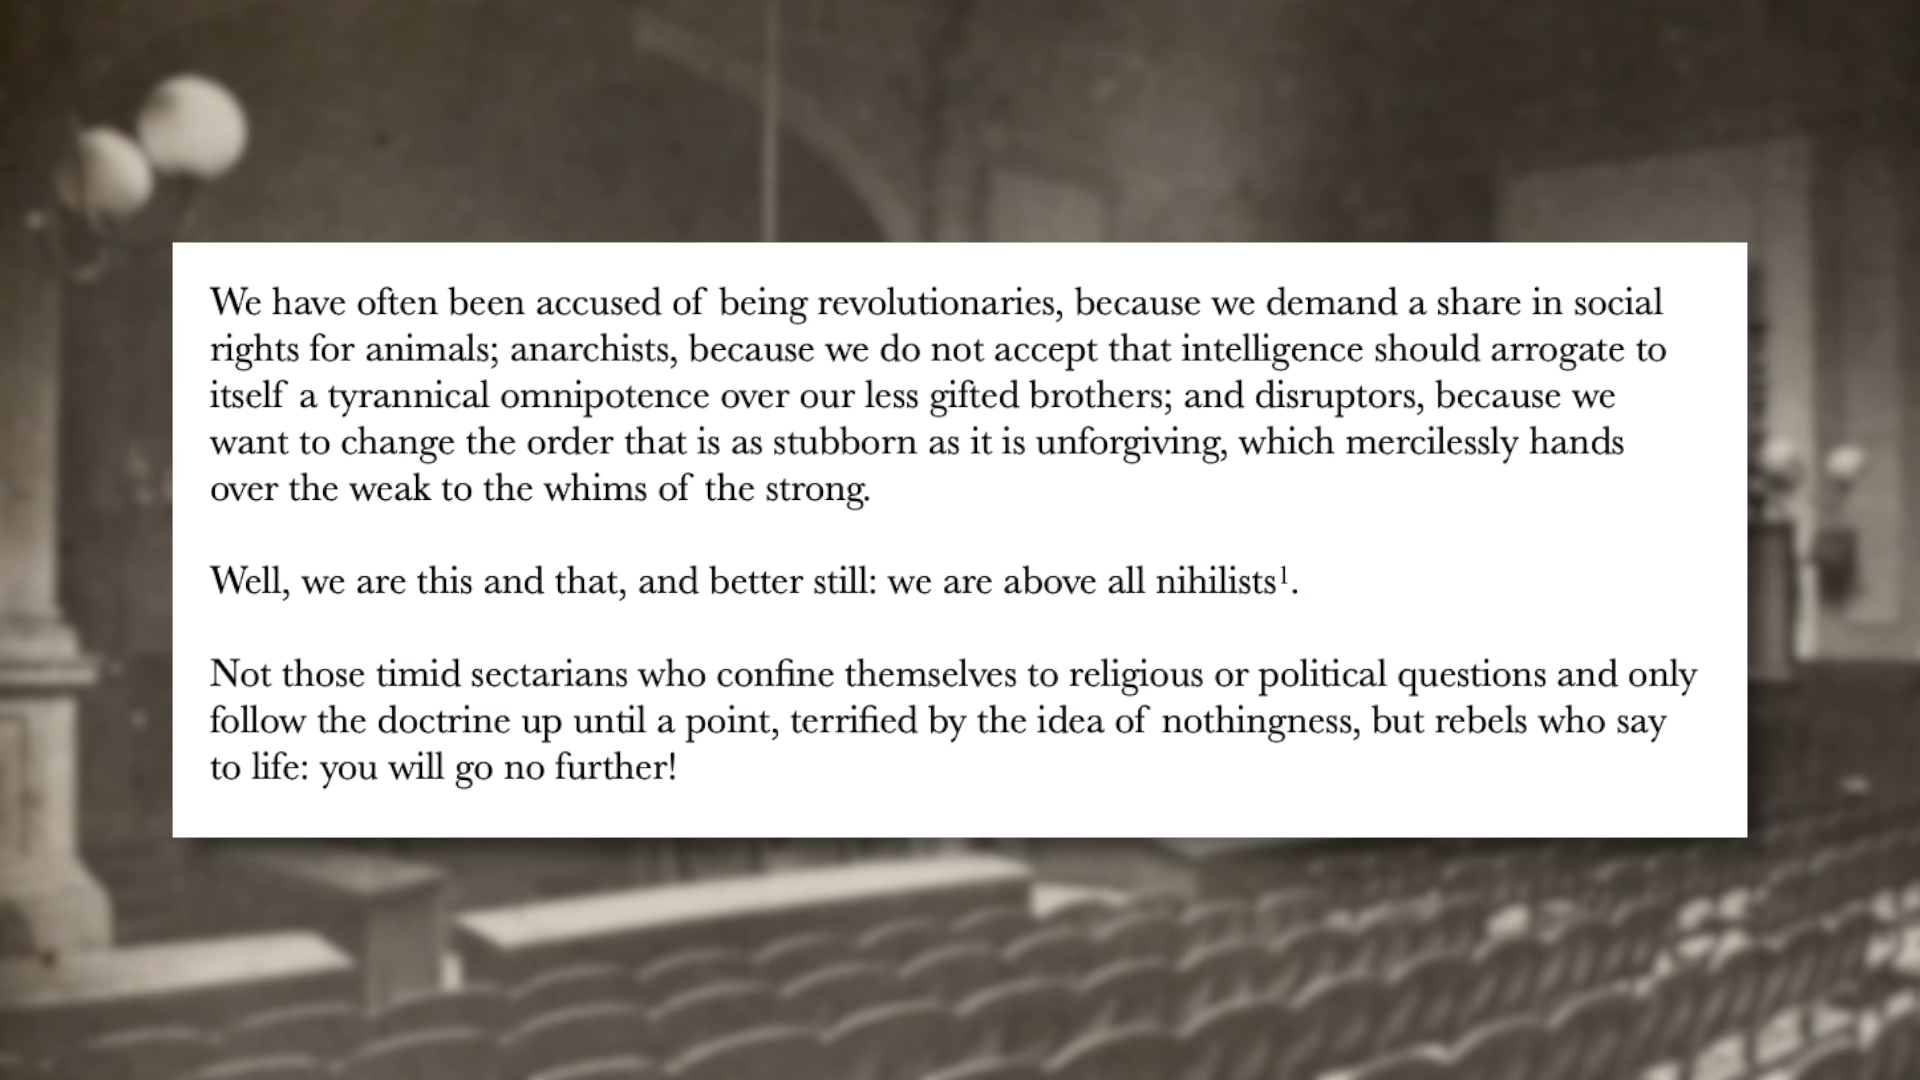 We have often been accused of being revolutionaries, because we demand a share in social
rights for animals; anarchists, because we do not accept that intelligence should arrogate to
itself a tyrannical omnipotence over our less gifted brothers; and disruptors, because we
want to change the order that is as stubborn as it is unforgiving, which mercilessly hands
over the weak to the whims of the strong.
Well, we are this and that, and better still: we are above all nihilists¹.
Not those timid sectarians who confine themselves to religious or political questions and only
follow the doctrine up until a point, terrified by the idea of nothingness, but rebels who say
to life: you will go no further!